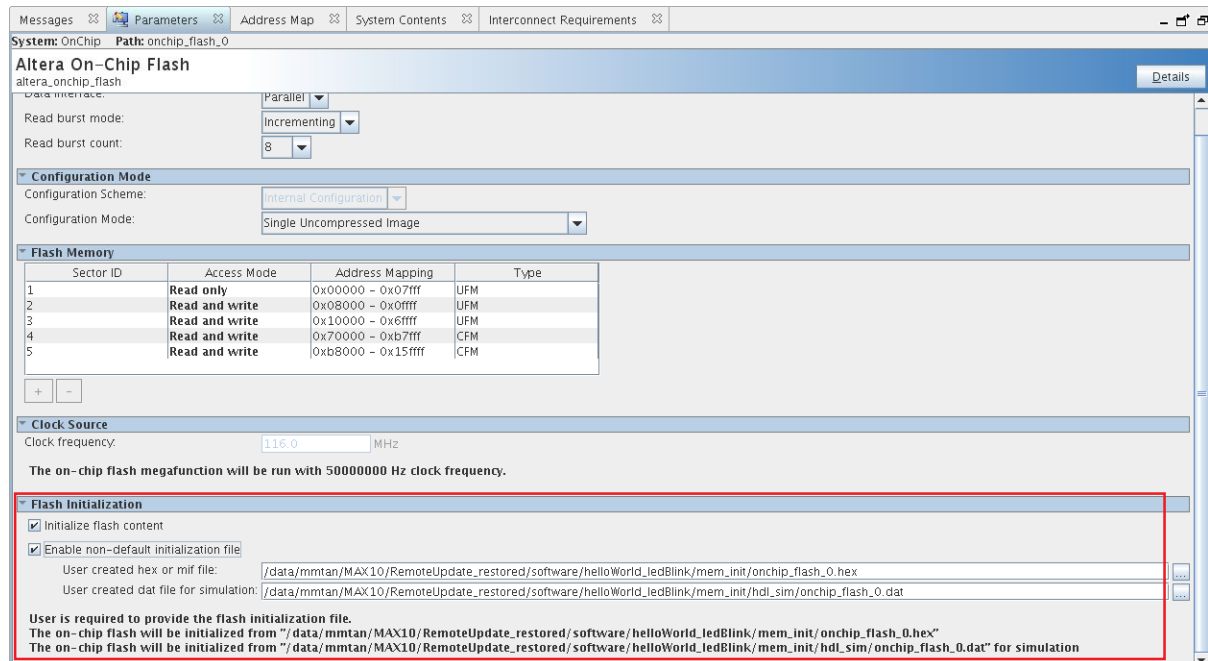 Messages Parameters Address Map System Contents Interconnect Requirements
System: OnChip Path: onchip_flash_0
Altera On-Chip Flash
altera_onchip_flash
Details
Data interface: Parallel
Read burst mode: Incrementing
Read burst count: 8
Configuration Mode
Configuration Scheme: Internal Configuration
Configuration Mode: Single Uncompressed Image
Flash Memory
Sector ID Access Mode Address Mapping Type
1 Read only 0x00000 - 0x07fff UFM
2 Read and write 0x08000 - 0x0ffff UFM
3 Read and write 0x10000 - 0x6ffff UFM
4 Read and write 0x70000 - 0xb7fff CFM
5 Read and write 0xb8000 - 0x15ffff CFM
+ -
Clock Source
Clock frequency: 116.0 MHz
The on-chip flash megafunction will be run with 50000000 Hz clock frequency.
Flash Initialization
Initialize flash content
Enable non-default initialization file
User created hex or mif file: /data/mmtan/MAX10/RemoteUpdate_restored/software/helloWorld_ledBlink/mem_init/onchip_flash_0.hex ...
User created dat file for simulation: /data/mmtan/MAX10/RemoteUpdate_restored/software/helloWorld_ledBlink/mem_init/hdl_sim/onchip_flash_0.dat ...
User is required to provide the flash initialization file.
The on-chip flash will be initialized from "/data/mmtan/MAX10/RemoteUpdate_restored/software/helloWorld_ledBlink/mem_init/onchip_flash_0.hex"
The on-chip flash will be initialized from "/data/mmtan/MAX10/RemoteUpdate_restored/software/helloWorld_ledBlink/mem_init/hdl_sim/onchip_flash_0.dat" for simulation